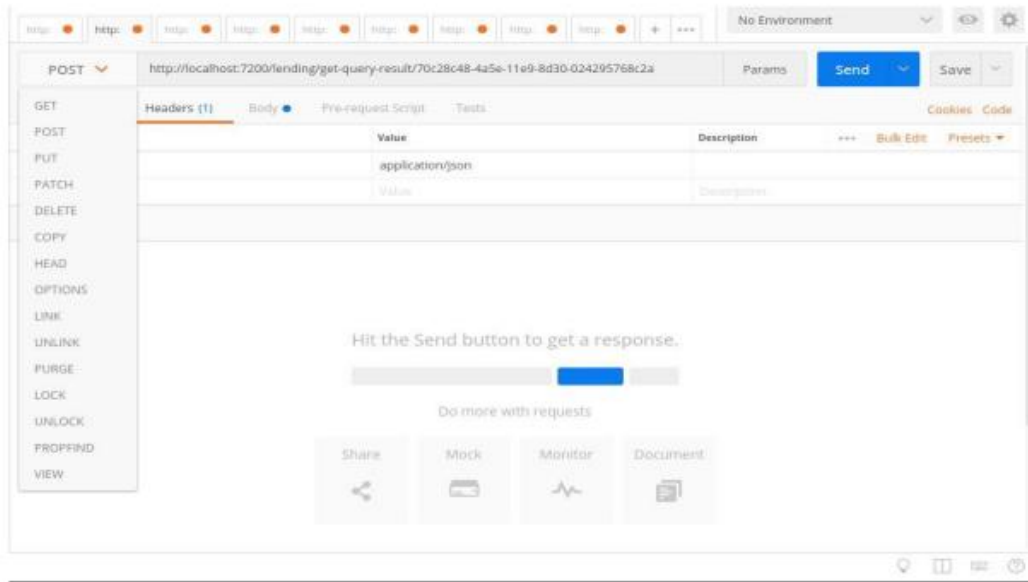 http: http: http: http: http: http: http: http: http: + No Environment
POST http://localhost:7200/lending/get-query-result/70c28c48-4a5e-11e9-8d30-024295768c2a Params Send Save
Headers (1) Body Pre-request Script Tests Cookies Code
Value Description Bulk Edit Presets
application/json
Value Description
GET
POST
PUT
PATCH
DELETE
COPY
HEAD
OPTIONS
LINK
UNLINK
PURGE
LOCK
UNLOCK
PROPFIND
VIEW
Hit the Send button to get a response.
Do more with requests
Share Mock Monitor Document